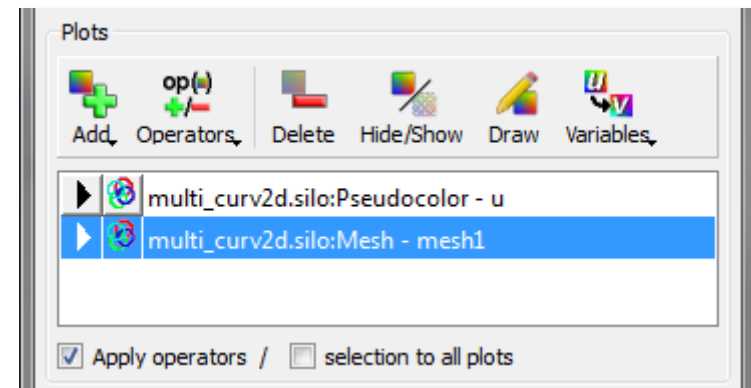 Plots
op(=) +/-
Add Operators Delete Hide/Show Draw Variables
multi_curv2d.silo:Pseudocolor - u
multi_curv2d.silo:Mesh - mesh1
Apply operators / selection to all plots